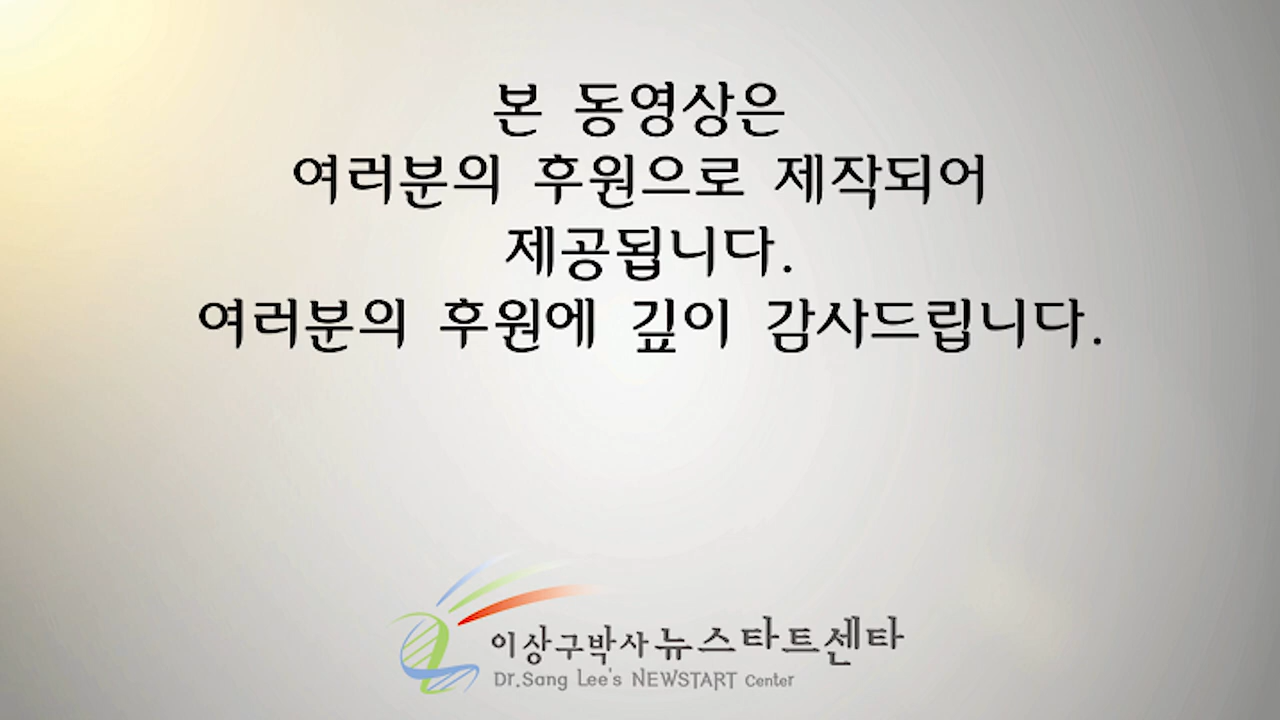 본 동영상은
여러분의 후원으로 제작되어
제공됩니다.
여러분의 후원에 깊이 감사드립니다.
이상구박사 뉴스타트센타
Dr.Sang Lee's NEWSTART Center